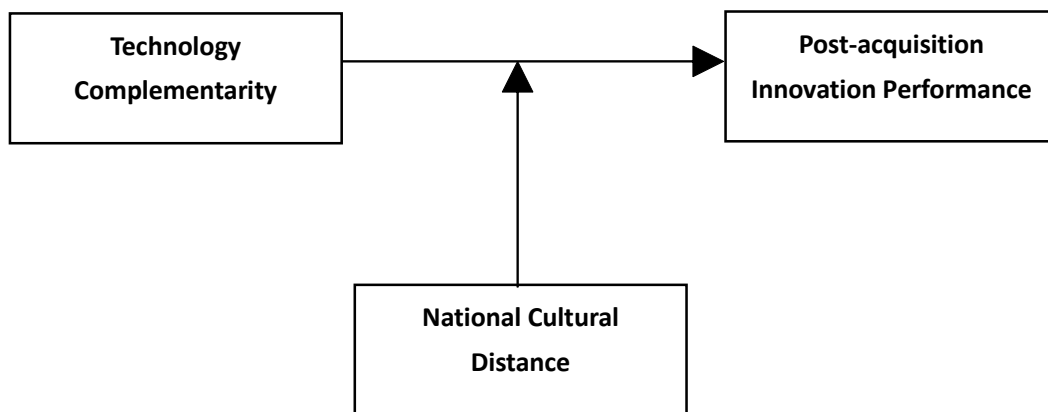 Technology
Complementarity
Post-acquisition
Innovation Performance
National Cultural
Distance